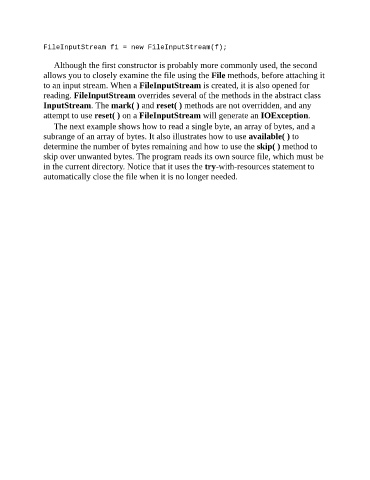 FileInputStream f1 = new FileInputStream(f);
Although the first constructor is probably more commonly used, the second
allows you to closely examine the file using the File methods, before attaching it
to an input stream. When a FileInputStream is created, it is also opened for
reading. FileInputStream overrides several of the methods in the abstract class
InputStream. The mark( ) and reset( ) methods are not overridden, and any
attempt to use reset( ) on a FileInputStream will generate an IOException.
The next example shows how to read a single byte, an array of bytes, and a
subrange of an array of bytes. It also illustrates how to use available( ) to
determine the number of bytes remaining and how to use the skip( ) method to
skip over unwanted bytes. The program reads its own source file, which must be
in the current directory. Notice that it uses the try-with-resources statement to
automatically close the file when it is no longer needed.